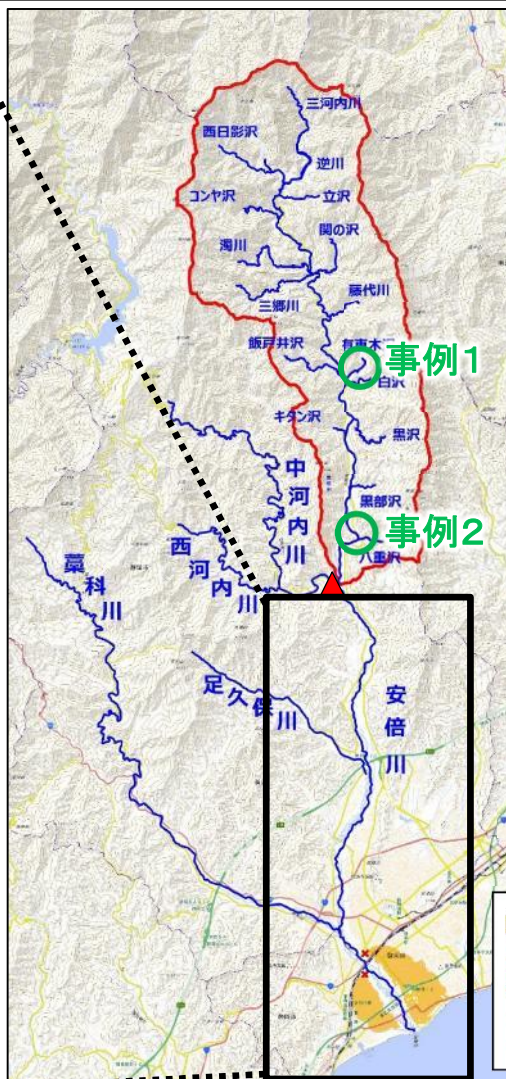 三河内川
西日影沢
逆川
コンヤ沢
立沢
関の沢
濁川
藤代川
三郷川
飯戸井沢
有東木
事例1
白沢
キタン沢
黒沢
中河内川
黒部沢
事例2
西河内川
八重沢
藁科川
足久保川
安倍川